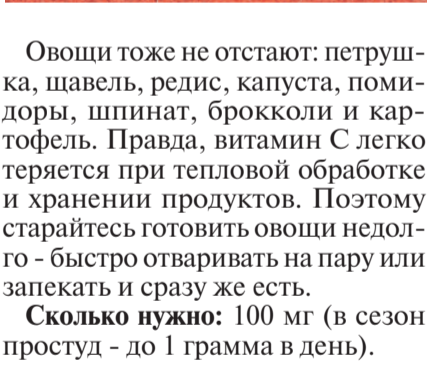 Овощи тоже не отстают: петруш-
ка, щавель, редис, капуста, поми-
доры, шпинат, брокколи и кар-
тофель. Правда, витамин С легко
теряется при тепловой обработке
и хранении продуктов. Поэтому
старайтесь готовить овощи недол-
го - быстро отваривать на пару или
запекать и сразу же есть.
Сколько нужно: 100 мг (в сезон
простуд - до 1 грамма в день).